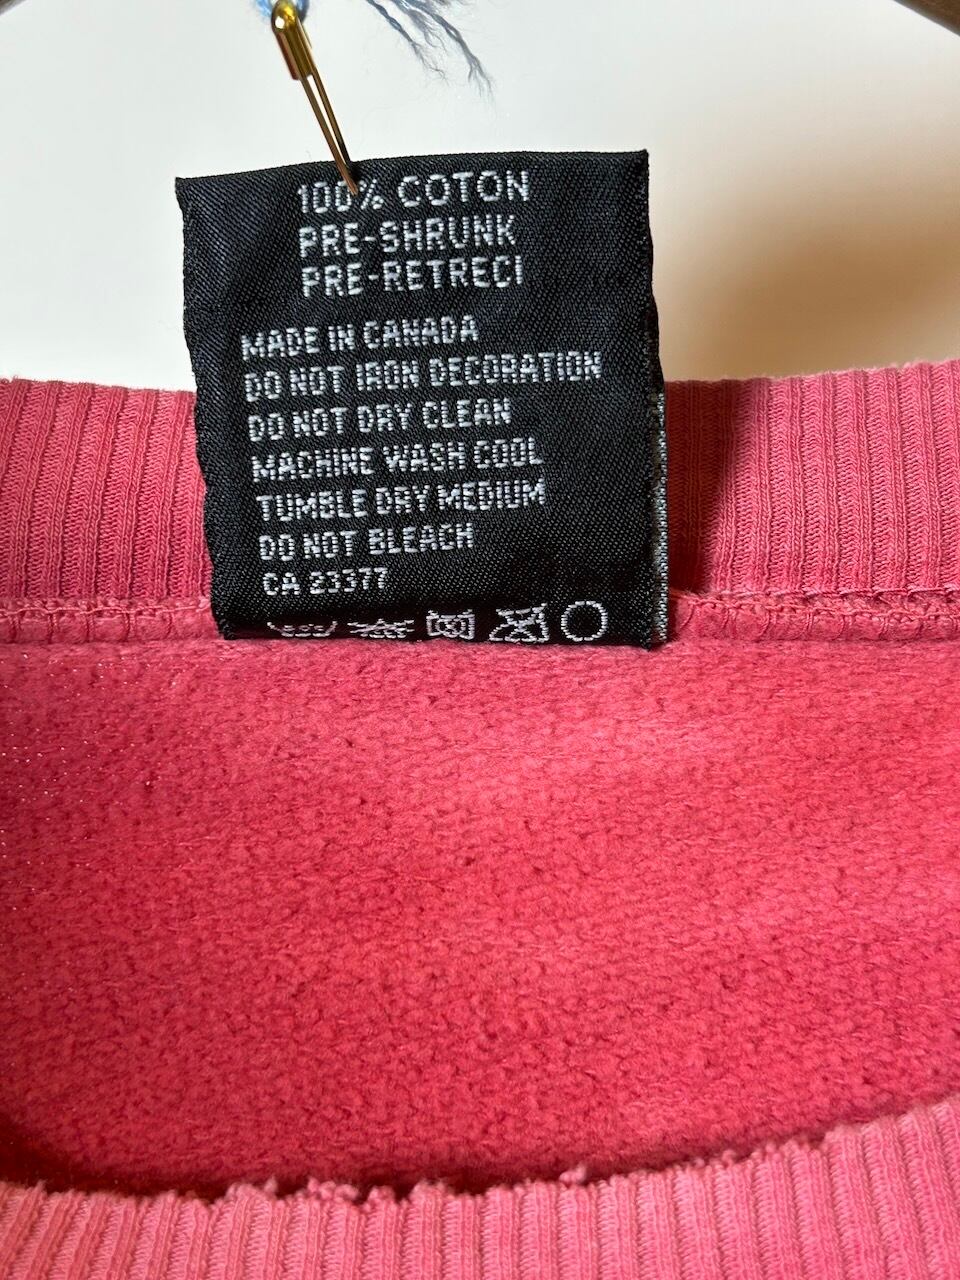 100% COTON
PRE-SHRUNK
PRE-RETRECI
MADE IN CANADA
DO NOT IRON DECORATION
DO NOT DRY CLEAN
MACHINE WASH COOL
TUMBLE DRY MEDIUM
DO NOT BLEACH
CA 23377